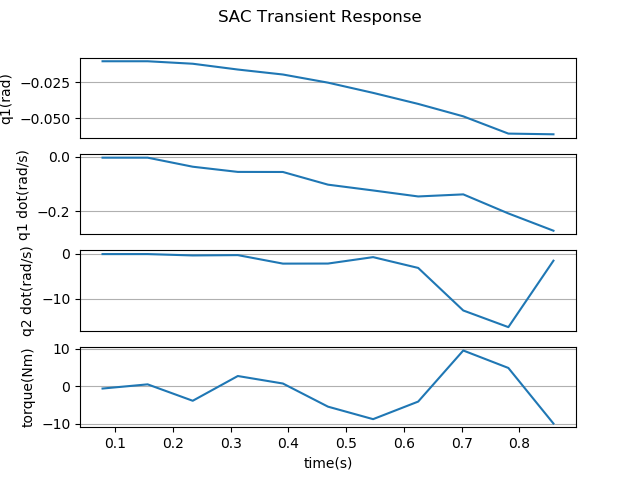 SAC Transient Response
q1(rad)
−0.025
−0.050
q1 dot(rad/s)
0.0
−0.2
q2 dot(rad/s)
0
−10
torque(Nm)
10
0
−10
0.1 0.2 0.3 0.4 0.5 0.6 0.7 0.8
time(s)